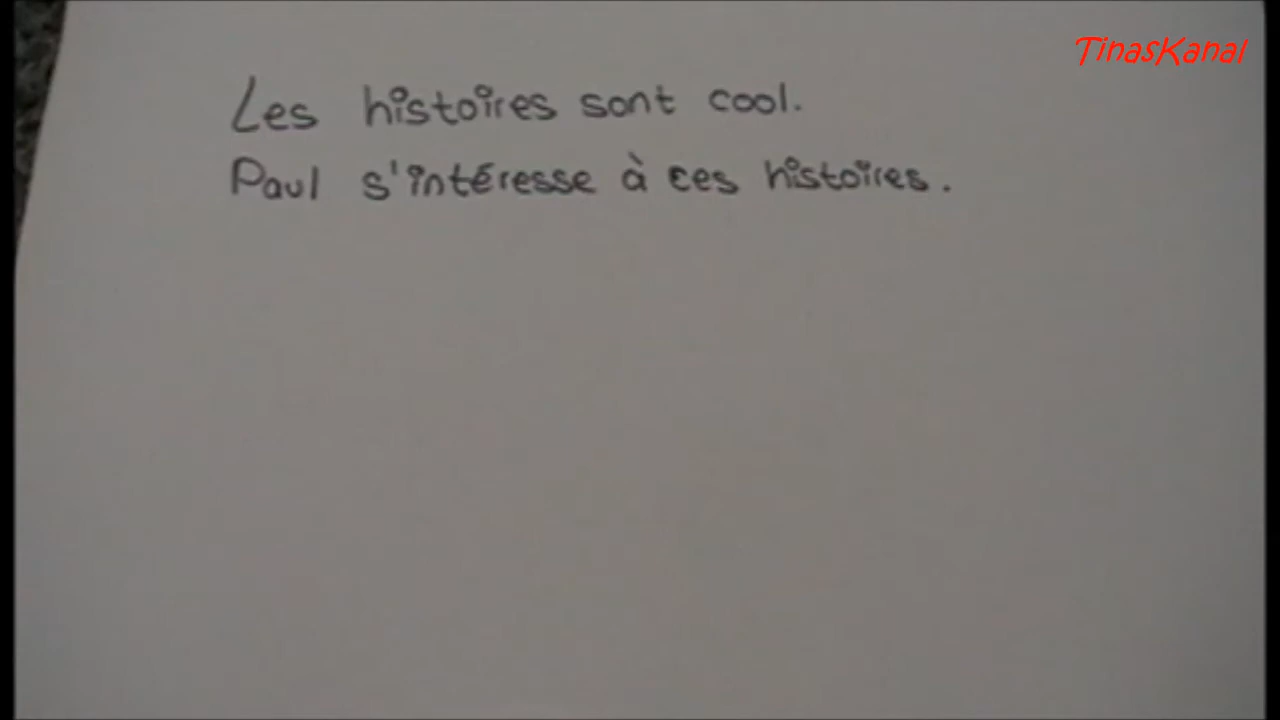 TinasKanal
Les histoires sont cool.
Paul s'intéresse à ces histoires.